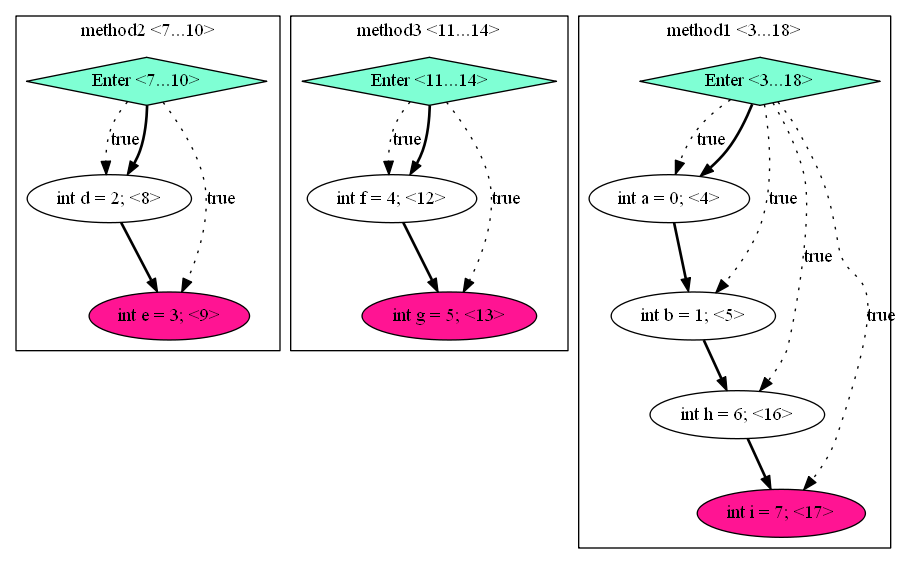 method2 <7...10>
Enter <7...10>
true
int d = 2; <8>
true
int e = 3; <9>
method3 <11...14>
Enter <11...14>
true
int f = 4; <12>
true
int g = 5; <13>
method1 <3...18>
Enter <3...18>
true
int a = 0; <4>
true
true
int b = 1; <5>
true
int h = 6; <16>
int i = 7; <17>